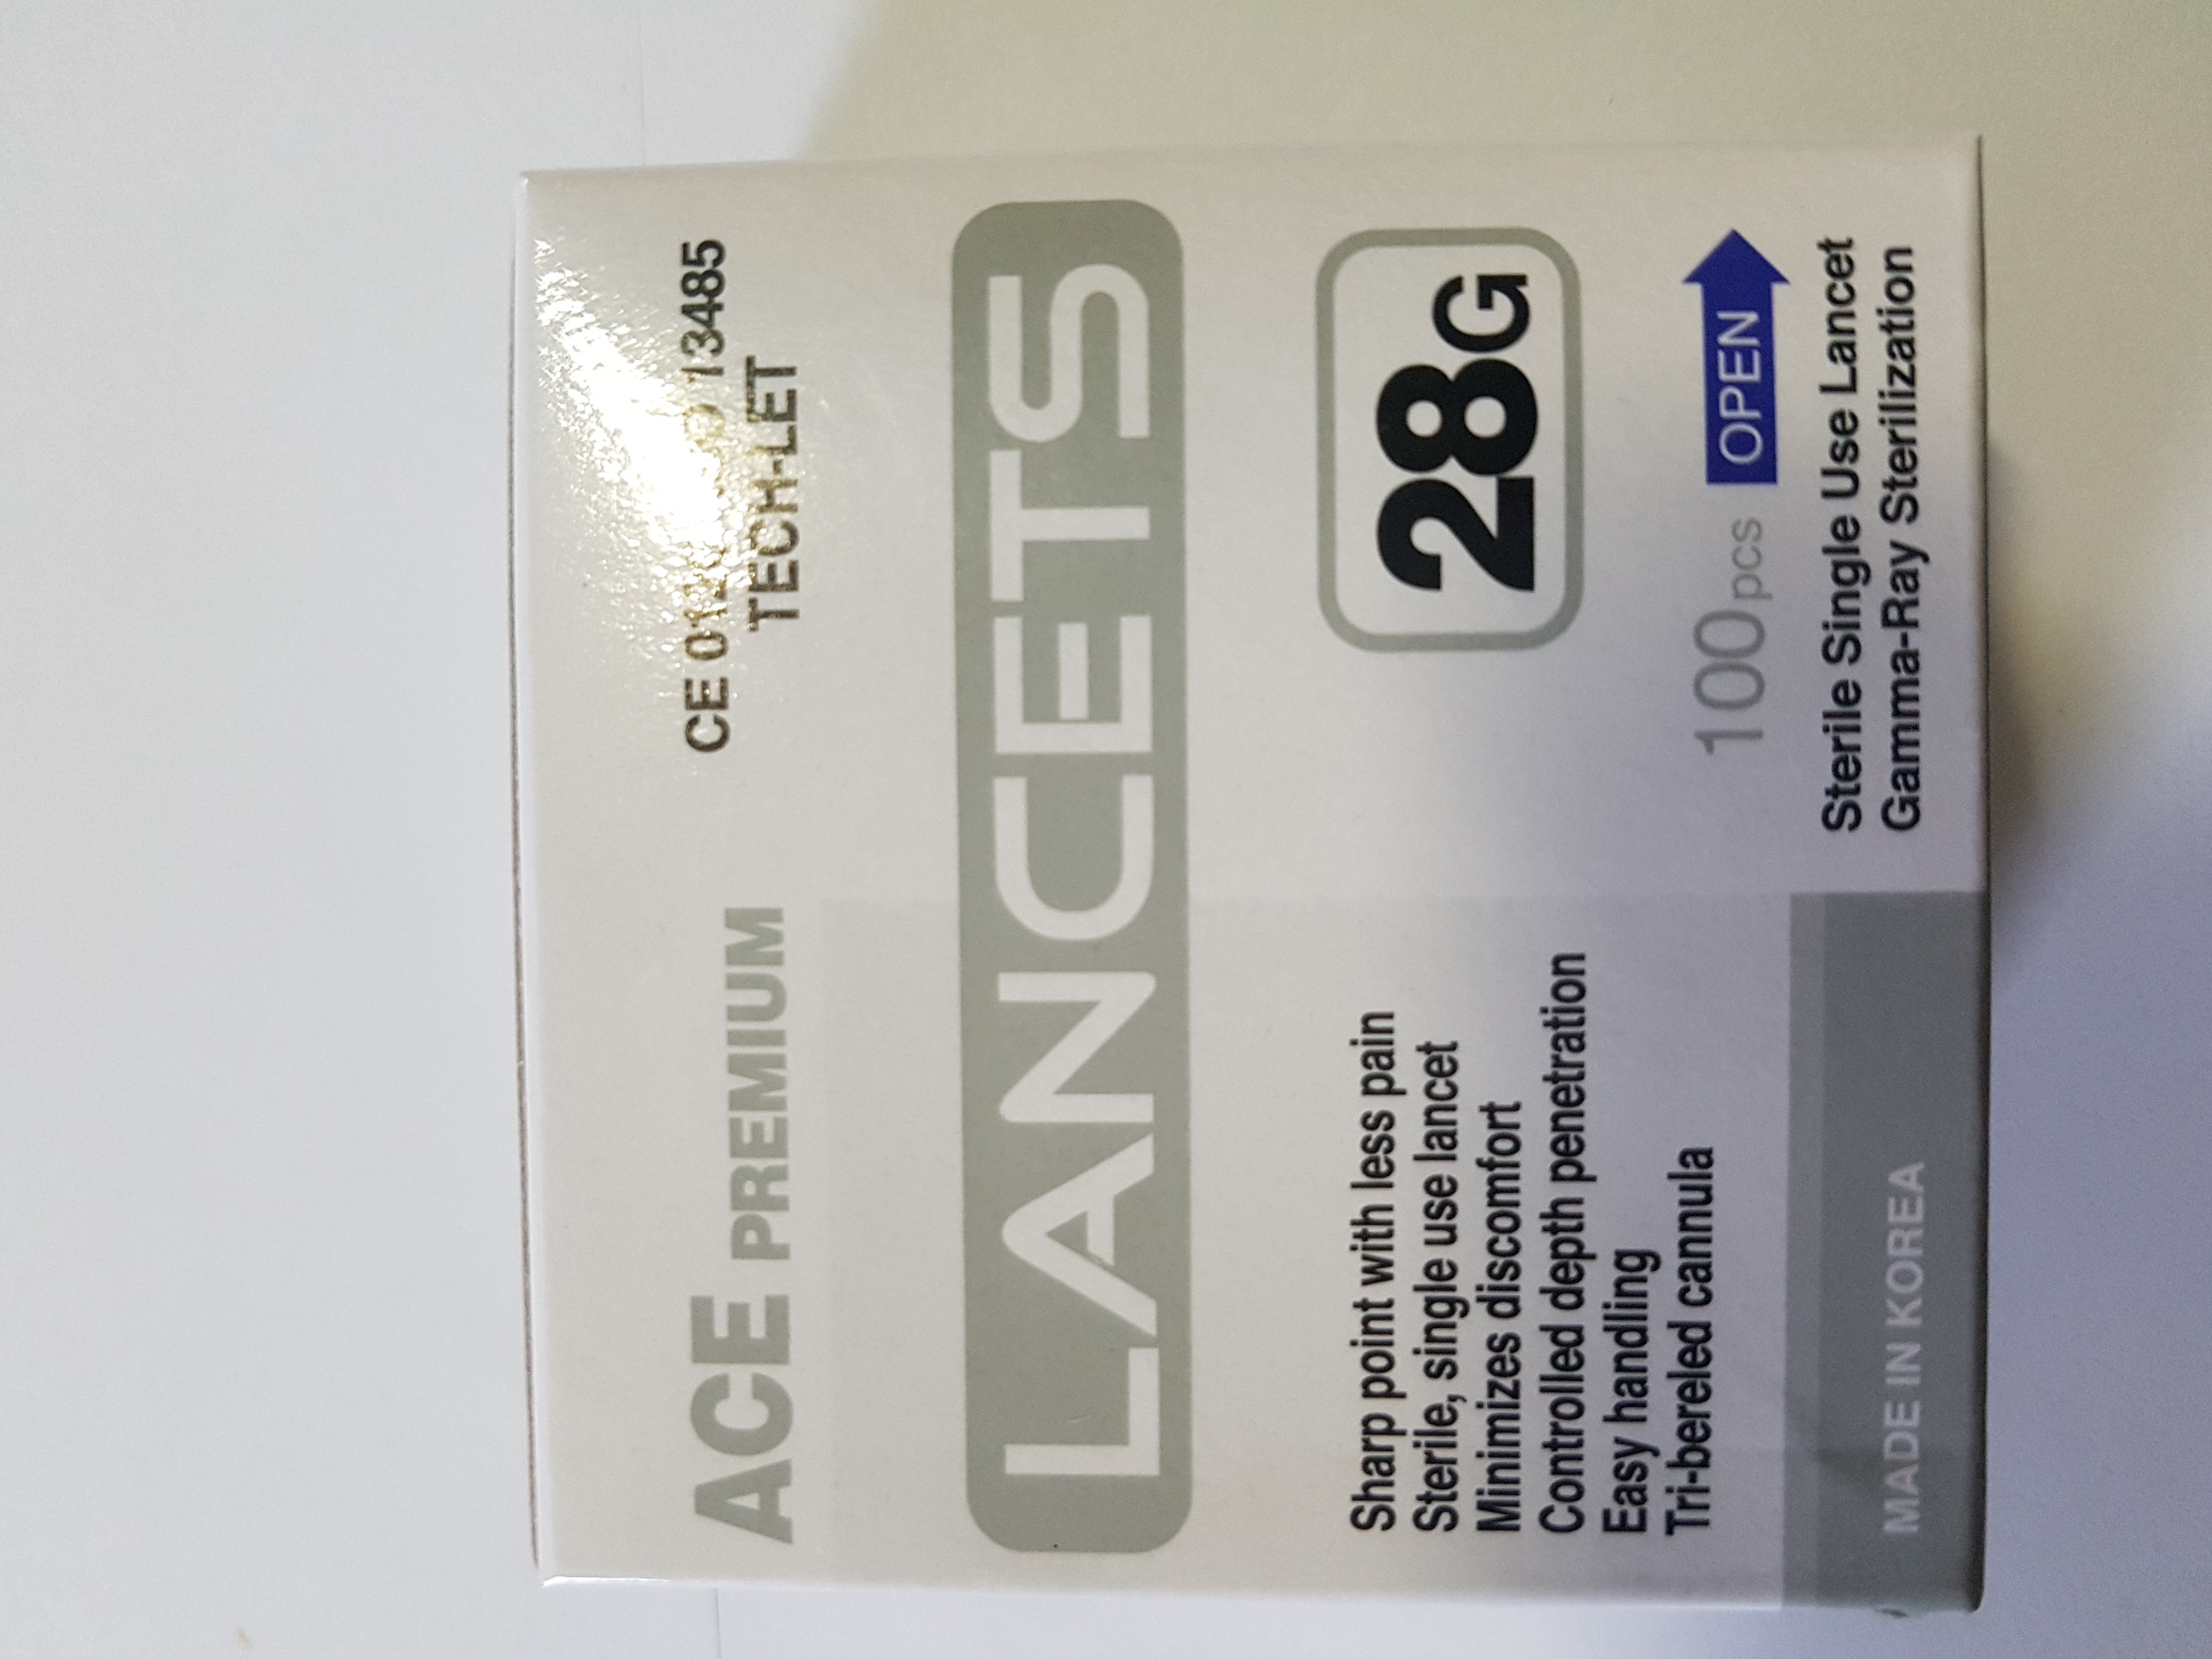 ACE PREMIUM
CE 13485
TECH-LET
LANCETS
Sharp point with less pain
Sterile, single use lancet
Minimizes discomfort
Controlled depth penetration
Easy handling
Tri-bereled cannula
28G
100pcs OPEN
Sterile Single Use Lancet
Gamma-Ray Sterilization
MADE IN KOREA